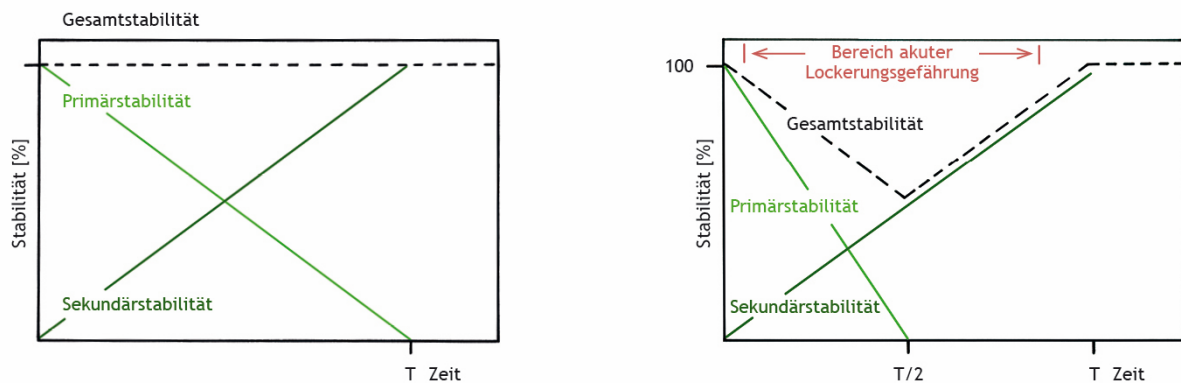 Gesamtstabilität
Primärstabilität
Stabilität [%]
Sekundärstabilität
T Zeit
Bereich akuter
Lockerungsgefährung
100
Gesamtstabilität
Stabilität [%]
Primärstabilität
Sekundärstabilität
T/2
T Zeit